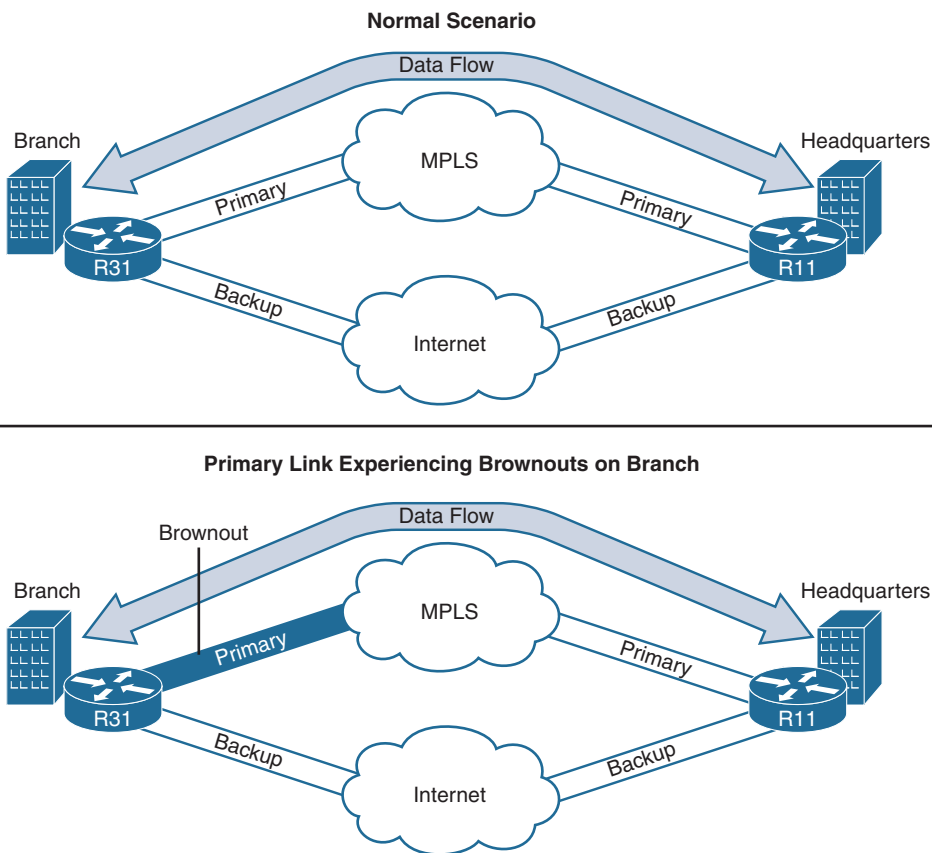 Normal Scenario
Data Flow
Branch
Headquarters
MPLS
Primary
Primary
R31
R11
Backup
Backup
Internet
Primary Link Experiencing Brownouts on Branch
Data Flow
Brownout
Branch
Headquarters
MPLS
Primary
Primary
R31
R11
Backup
Backup
Internet